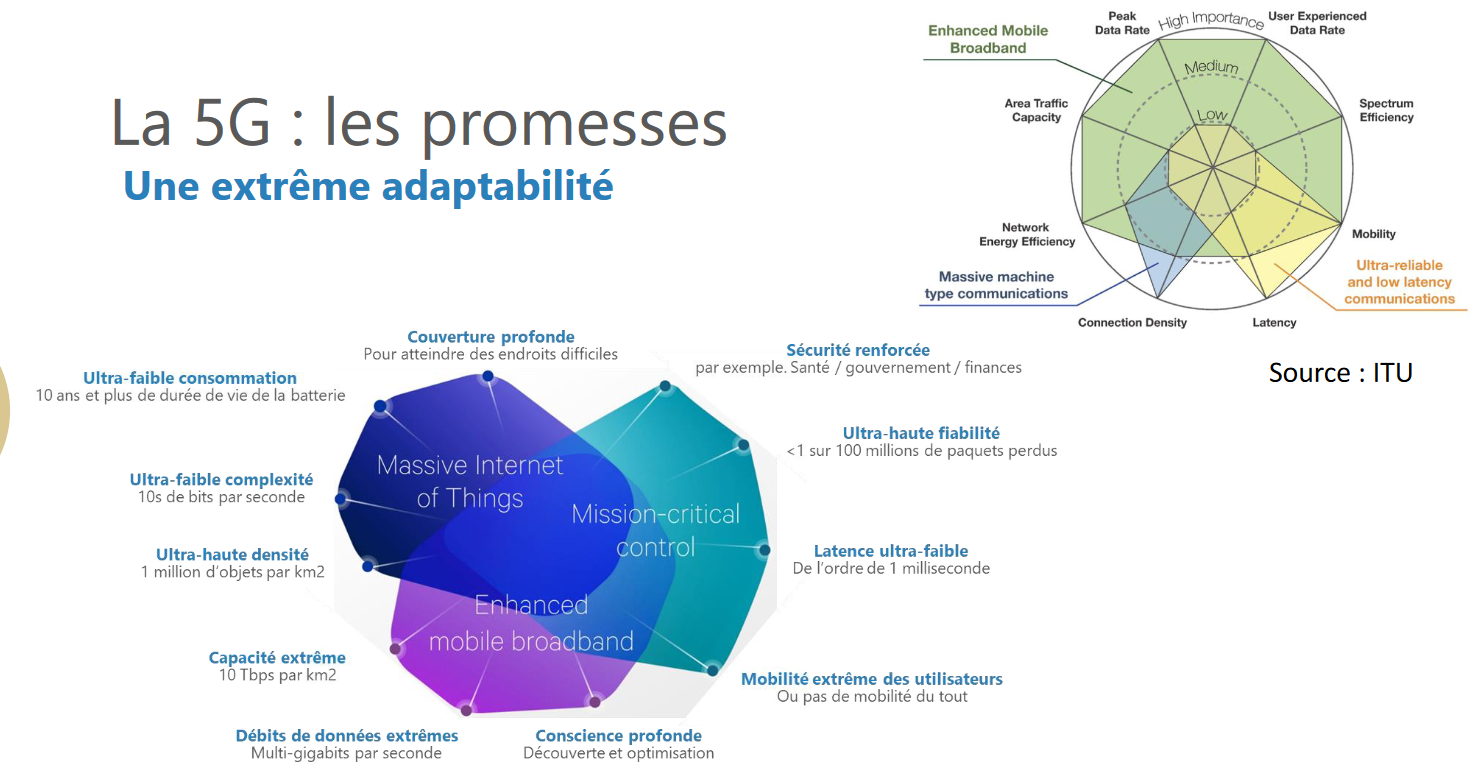 La 5G : les promesses
Une extrême adaptabilité
Enhanced Mobile
Broadband
Peak
Data Rate
High Importance
User Experienced
Data Rate
Medium
Low
Area Traffic
Capacity
Spectrum
Efficiency
Network
Energy Efficiency
Mobility
Massive machine
type communications
Ultra-reliable
and low latency
communications
Connection Density
Latency
Source : ITU
Couverture profonde
Pour atteindre des endroits difficiles
Sécurité renforcée
par exemple. Santé / gouvernement / finances
Ultra-faible consommation
10 ans et plus de durée de vie de la batterie
Ultra-haute fiabilité
<1 sur 100 millions de paquets perdus
Ultra-faible complexité
10s de bits par seconde
Massive Internet
of Things
Mission-critical
control
Ultra-haute densité
1 million d'objets par km2
Latence ultra-faible
De l'ordre de 1 milliseconde
Enhanced
mobile broadband
Capacité extrême
10 Tbps par km2
Mobilité extrême des utilisateurs
Ou pas de mobilité du tout
Débits de données extrêmes
Multi-gigabits par seconde
Conscience profonde
Découverte et optimisation